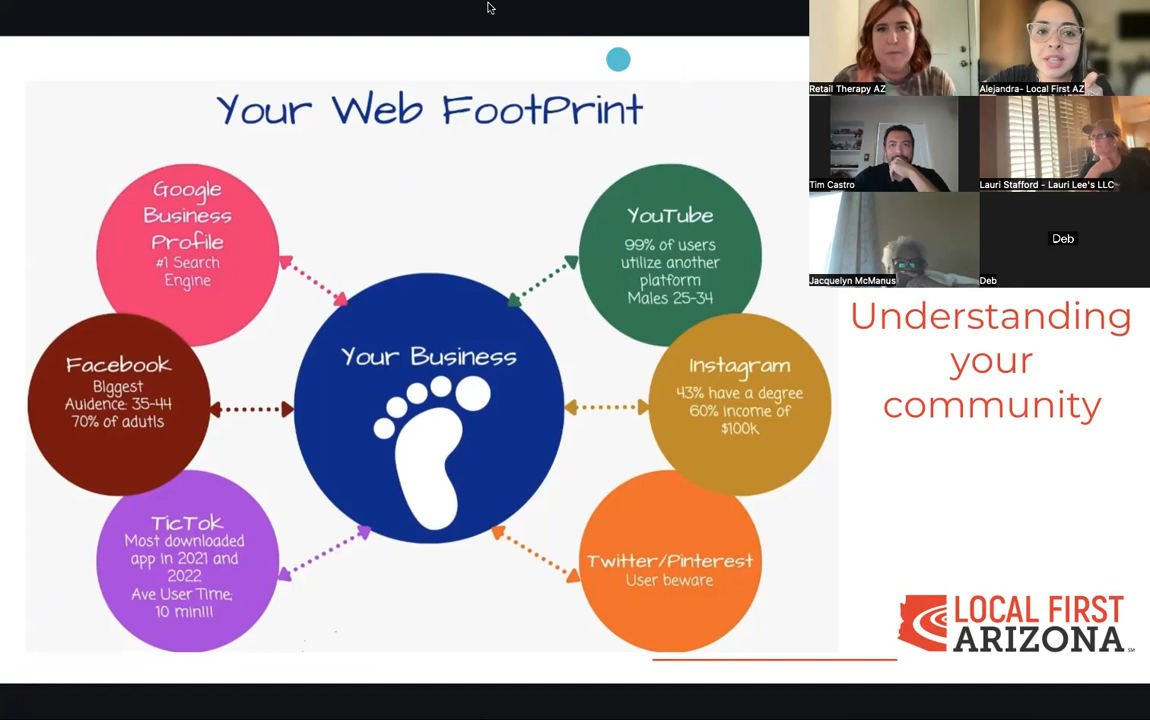 Your Web FootPrint
Google
Business
Profile
#1 Search
Engine
YouTube
99% of users
utilize another
platform
Males 25-34
Facebook
BIggest
Auidence: 35-44
70% of adutls
Your Business
Instagram
43% have a degree
60% income of
$100k
TicTok
Most downloaded
app in 2021 and
2022
Ave User Time;
10 min!!!
Twitter/Pinterest
User beware
Retail Therapy AZ
Alejandra- Local First AZ
Tim Castro
Lauri Stafford - Lauri Lee's LLC
Jacquelyn McManus
Deb
Deb
Understanding
your
community
LOCAL FIRST
ARIZONA
SM